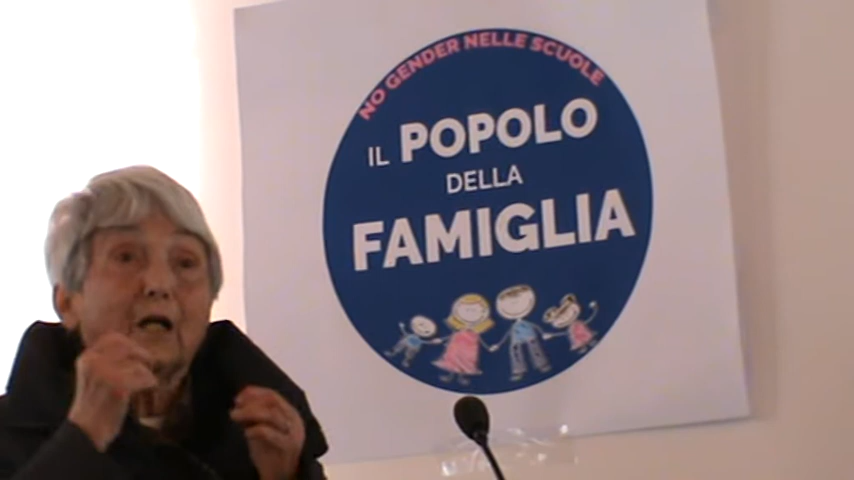 NO GENDER NELLE SCUOLE
IL POPOLO
DELLA
FAMIGLIA